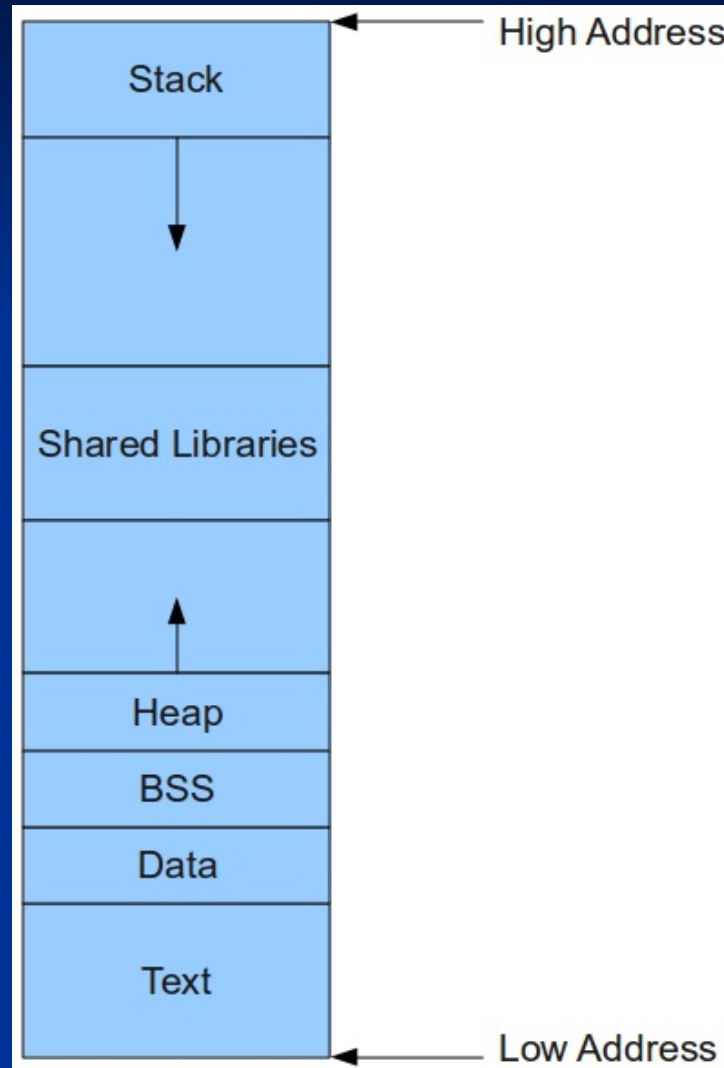 High Address
Stack
Shared Libraries
Heap
BSS
Data
Text
Low Address